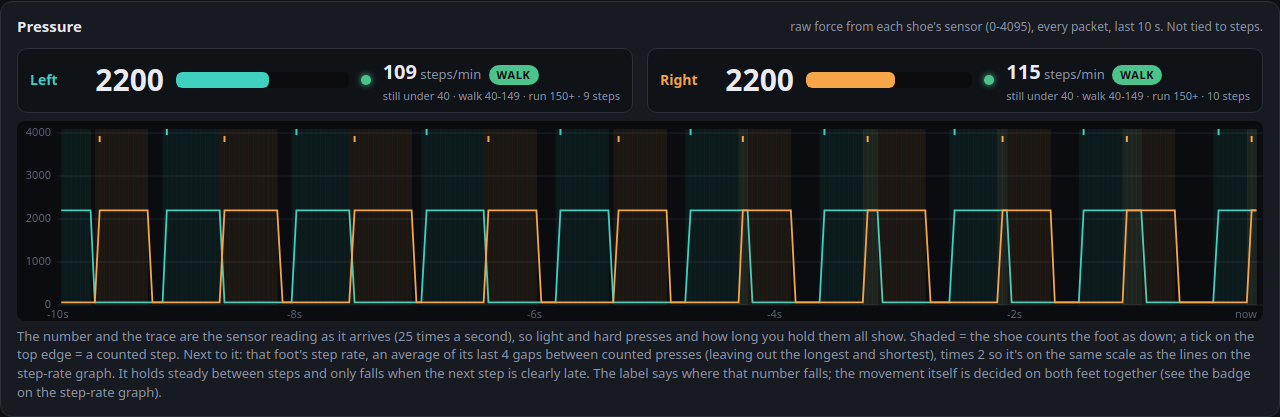 Pressure
raw force from each shoe's sensor (0-4095), every packet, last 10 s. Not tied to steps.
Left 2200 109 steps/min WALK
still under 40 · walk 40-149 · run 150+ · 9 steps
Right 2200 115 steps/min WALK
still under 40 · walk 40-149 · run 150+ · 10 steps
4000
3000
2000
1000
0
-10s -8s -6s -4s -2s now
The number and the trace are the sensor reading as it arrives (25 times a second), so light and hard presses and how long you hold them all show. Shaded = the shoe counts the foot as down; a tick on the
top edge = a counted step. Next to it: that foot's step rate, an average of its last 4 gaps between counted presses (leaving out the longest and shortest), times 2 so it's on the same scale as the lines on the
step-rate graph. It holds steady between steps and only falls when the next step is clearly late. The label says where that number falls; the movement itself is decided on both feet together (see the badge
on the step-rate graph).